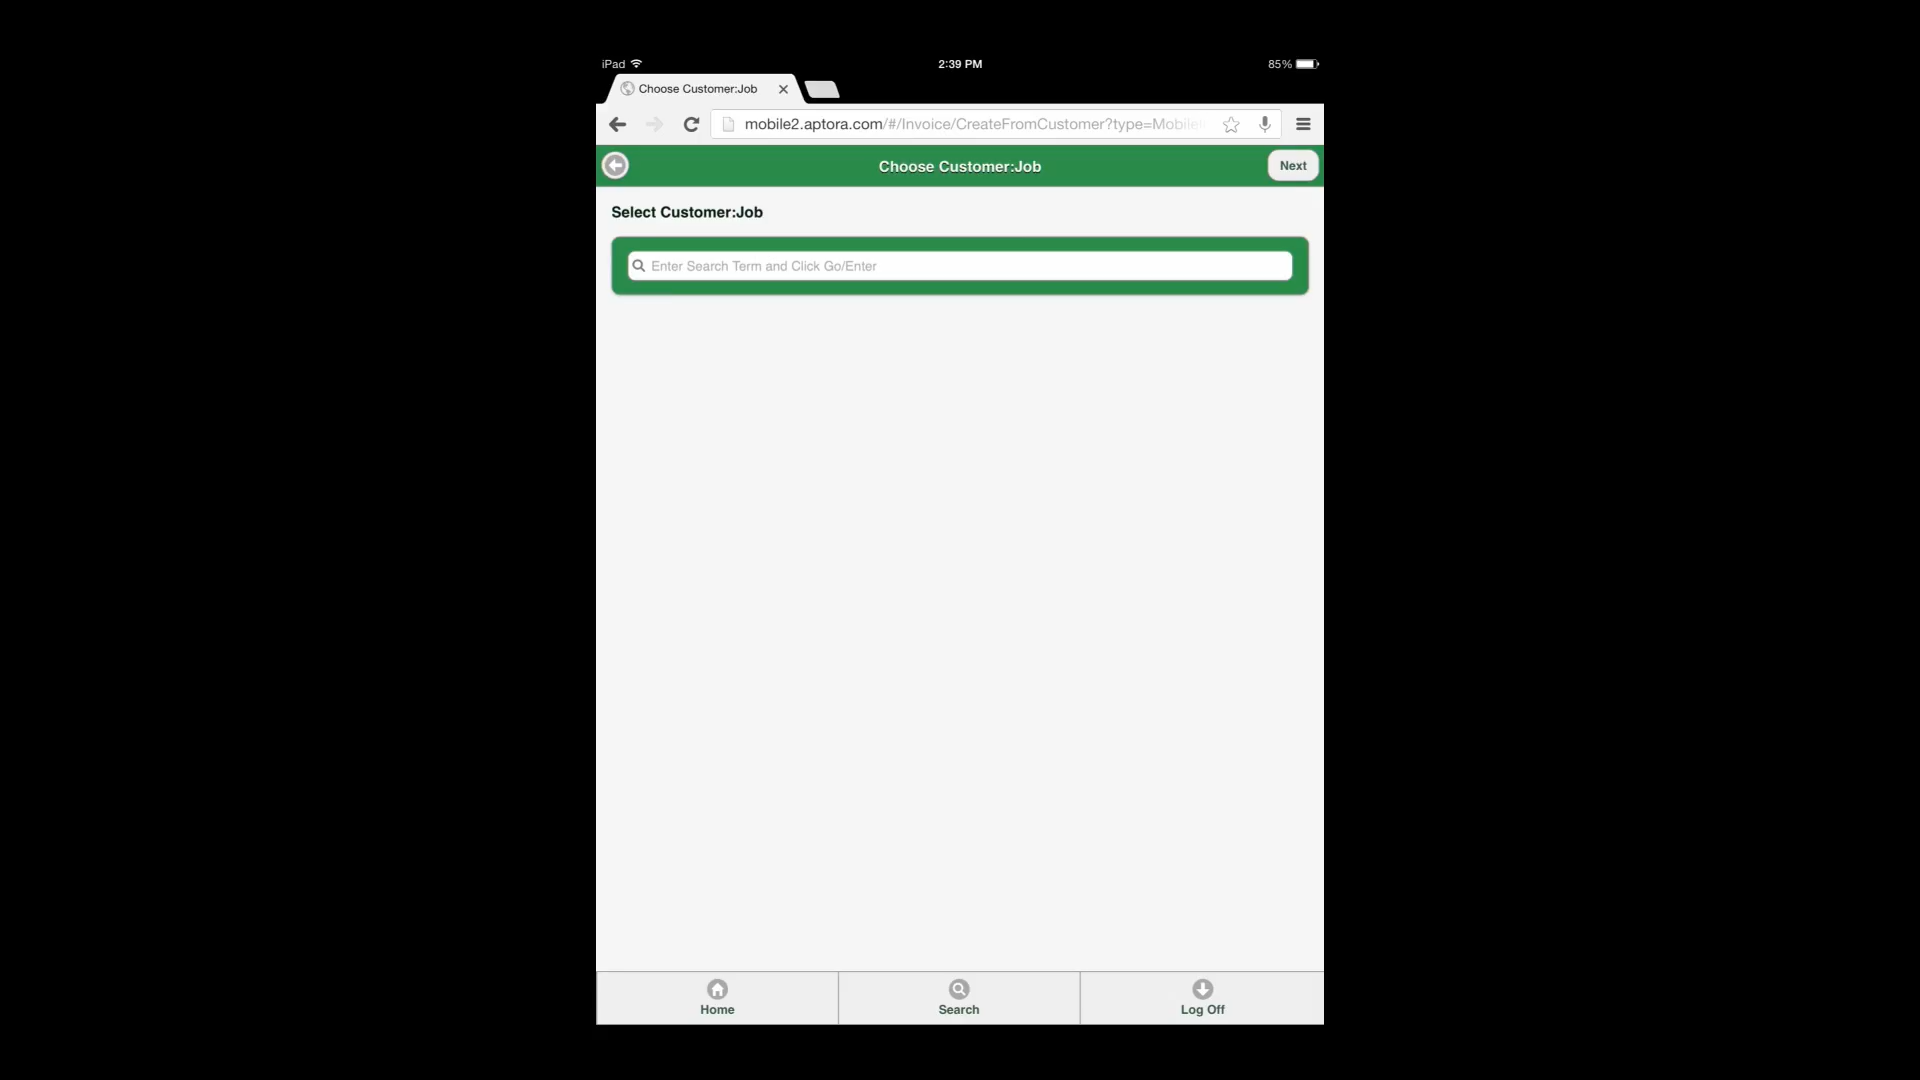 iPad 2:39 PM 85%
Choose Customer:Job
mobile2.aptora.com/#/Invoice/CreateFromCustomer?type=Mobile
Choose Customer:Job Next
Select Customer:Job
Enter Search Term and Click Go/Enter
Home Search Log Off